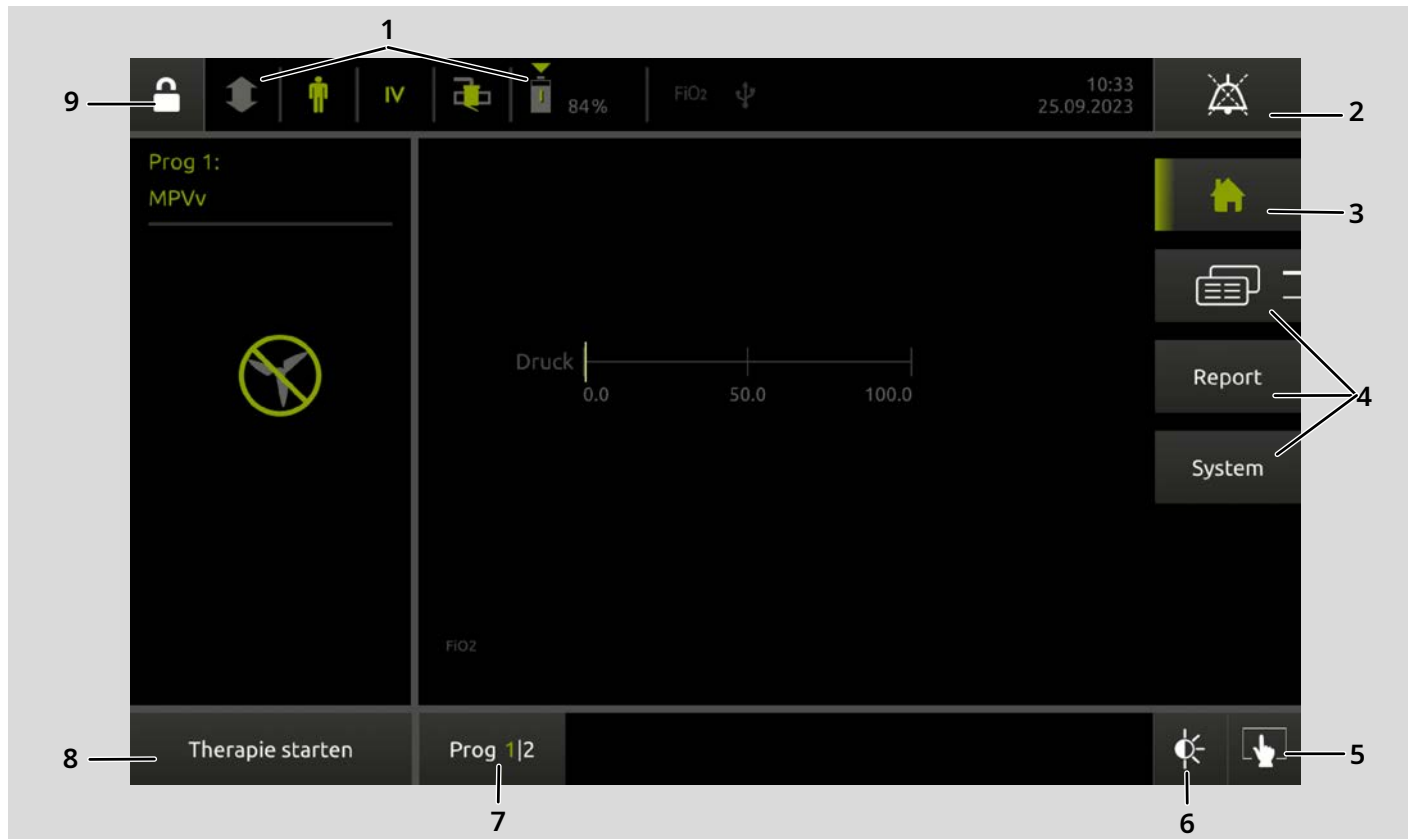 1
9
IV
84%
FiO2
10:33
25.09.2023
2
Prog 1:
MPVv
3
Druck
0.0 50.0 100.0
Report
4
System
FiO2
8
Therapie starten
Prog 1|2
5
7
6